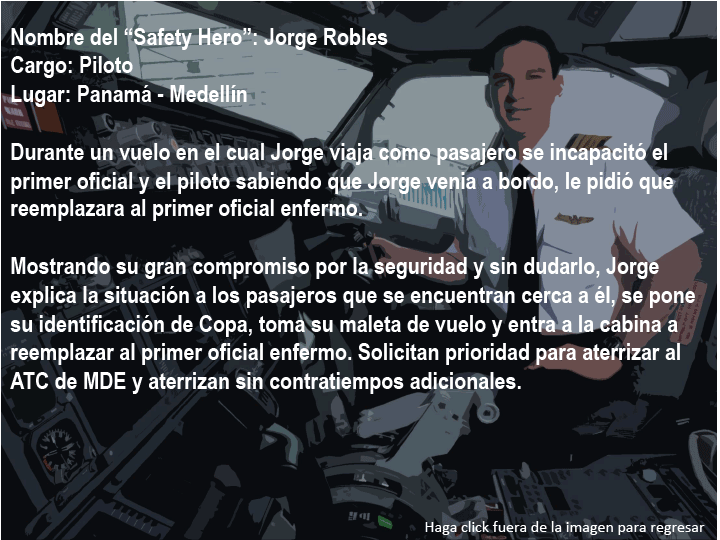 Nombre del “Safety Hero”: Jorge Robles
Cargo: Piloto
Lugar: Panamá - Medellín
Durante un vuelo en el cual Jorge viaja como pasajero se incapacitó el
primer oficial y el piloto sabiendo que Jorge venía a bordo, le pidió que
reemplazara al primer oficial enfermo.
Mostrando su gran compromiso por la seguridad y sin dudarlo, Jorge
explica la situación a los pasajeros que se encuentran cerca a él, se pone
su identificación de Copa, toma su maleta de vuelo y entra a la cabina a
reemplazar al primer oficial enfermo. Solicitan prioridad para aterrizar al
ATC de MDE y aterrizan sin contratiempos adicionales.
Haga click fuera de la imagen para regresar